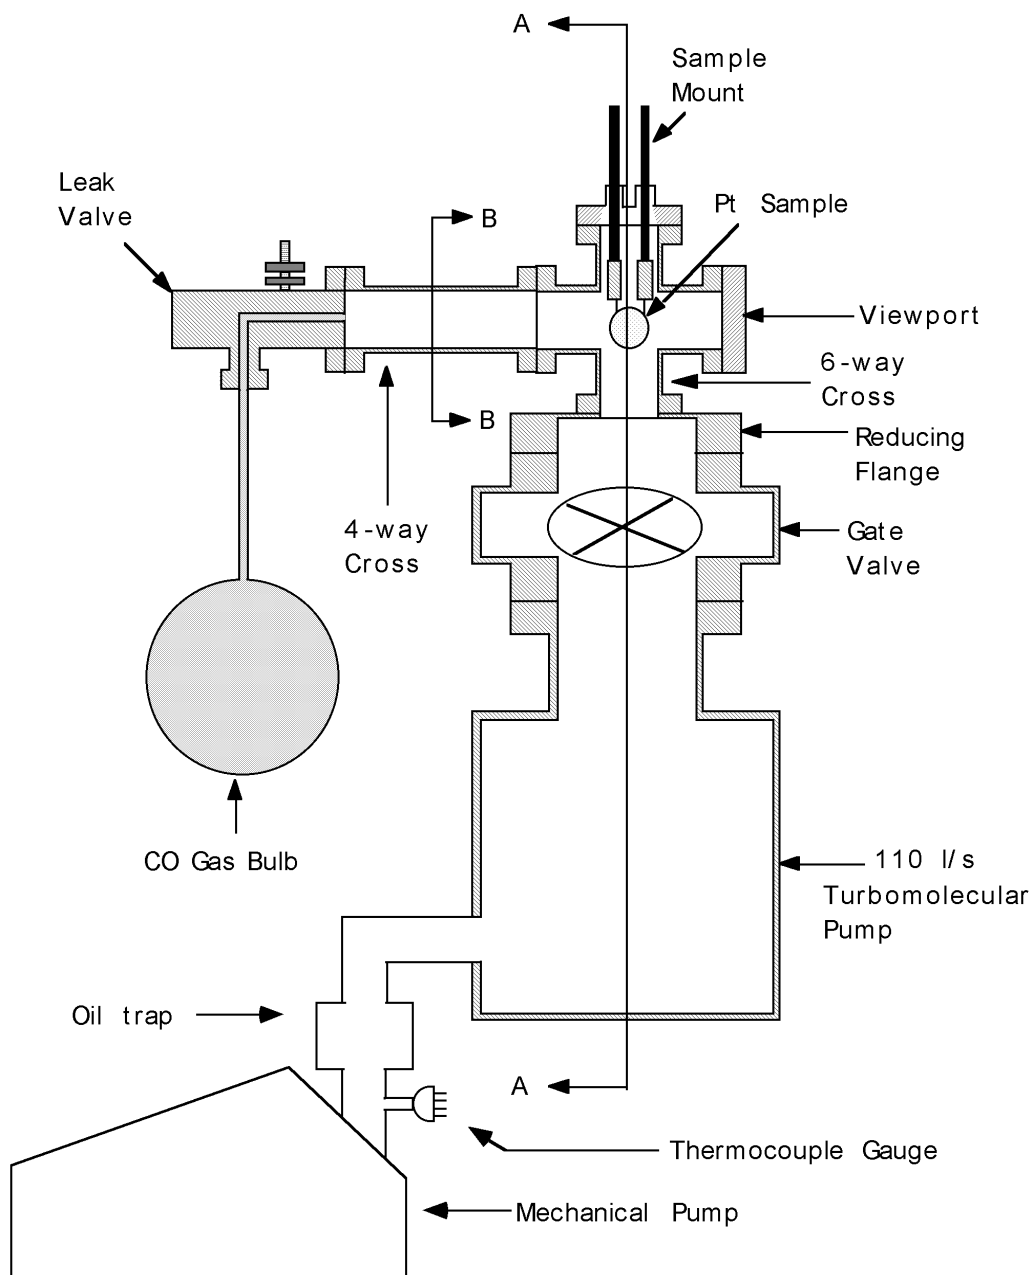 A
Sample
Mount
Leak
Valve
B
Pt Sample
Viewport
6-way
Cross
B
Reducing
Flange
4-way
Cross
Gate
Valve
CO Gas Bulb
110 l/s
Turbomolecular
Pump
Oil trap
A
Thermocouple Gauge
Mechanical Pump